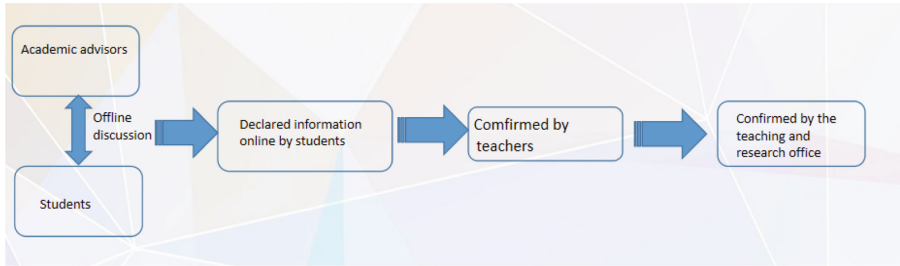 Academic advisors
Offline
discussion
Students
Declared information
online by students
Comfirmed by
teachers
Confirmed by the
teaching and
research office